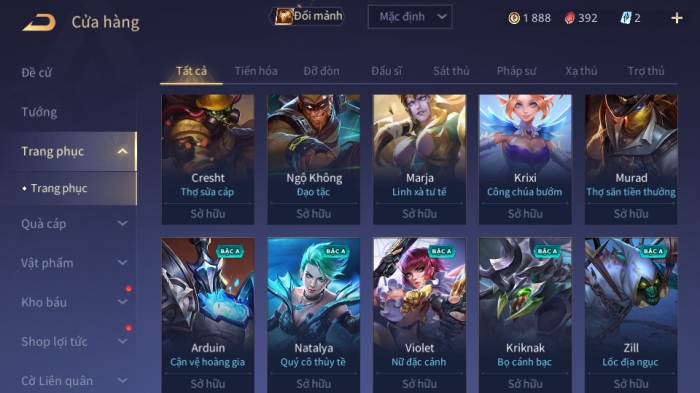 Cửa hàng
Đổi mảnh
Mặc định
1 888
392
2
Đề cử
Tướng
Trang phục
Trang phục
Quà cáp
Vật phẩm
Kho báu
Shop lợi tức
Cờ Liên quân
Tất cả Tiến hóa Đỡ đòn Đấu sĩ Sát thủ Pháp sư Xạ thủ Trợ thủ
Cresht
Thợ sửa cáp
Sở hữu
Ngộ Không
Đạo tặc
Sở hữu
Marja
Linh xà tư tế
Sở hữu
Krixi
Công chúa bướm
Sở hữu
Murad
Thợ săn tiền thưởng
Sở hữu
Arduin
Cận vệ hoàng gia
Sở hữu
BẬC A
Natalya
Quý cô thủy tề
Sở hữu
BẬC A
Violet
Nữ đặc cảnh
Sở hữu
BẬC A
Kriknak
Bọ cánh bạc
Sở hữu
BẬC A
Zill
Lốc địa ngục
Sở hữu
BẬC A